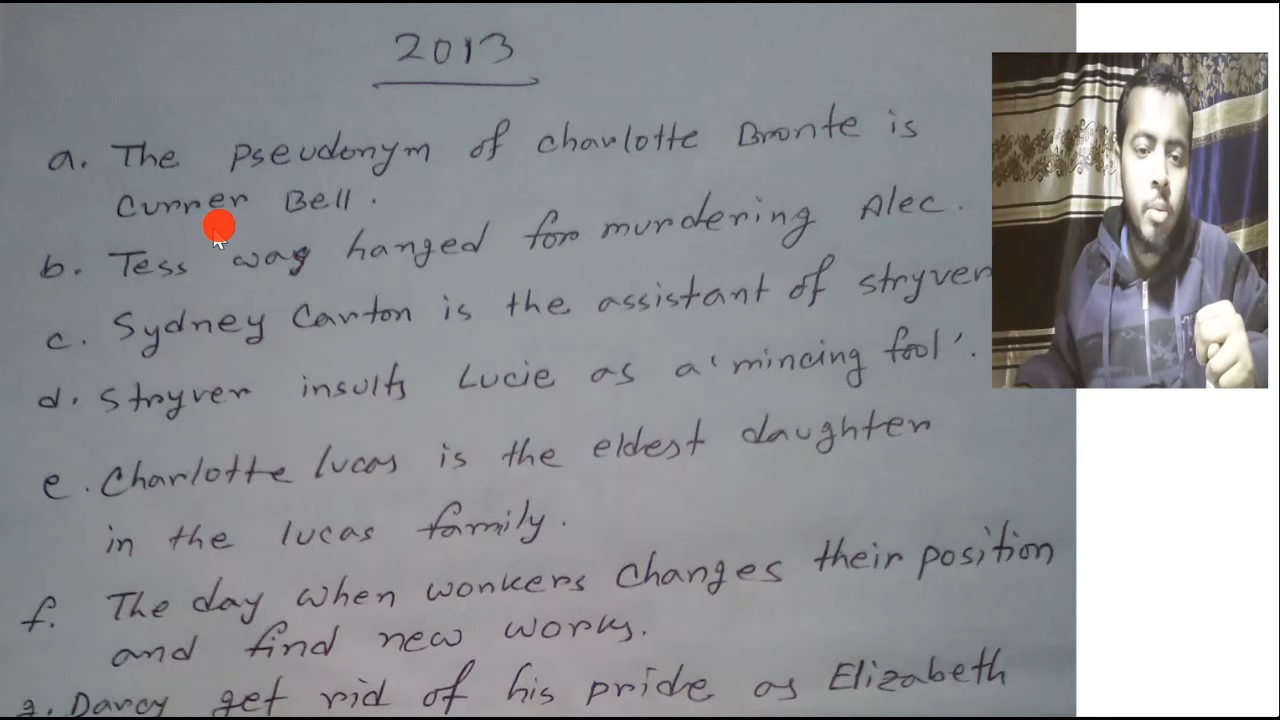 2013
a. The pseudonym of charlotte Bronte is
Currer Bell.
b. Tess was hanged for murdering Alec.
c. Sydney Carton is the assistant of stryver
d. Stryver insults Lucie as a 'mincing fool'.
e. Charlotte lucas is the eldest daughter
in the lucas family.
f. The day when workers changes their position
and find new works.
g. Darcy get rid of his pride as Elizabeth